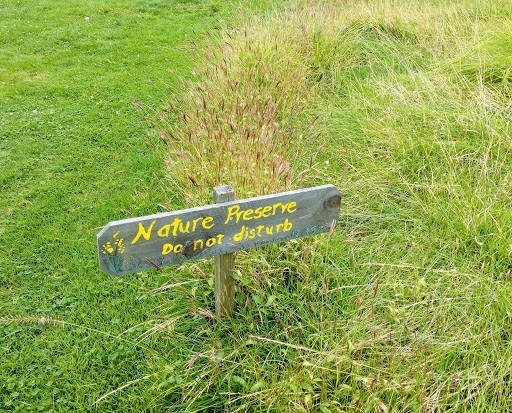 Nature Preserve
Do not disturb